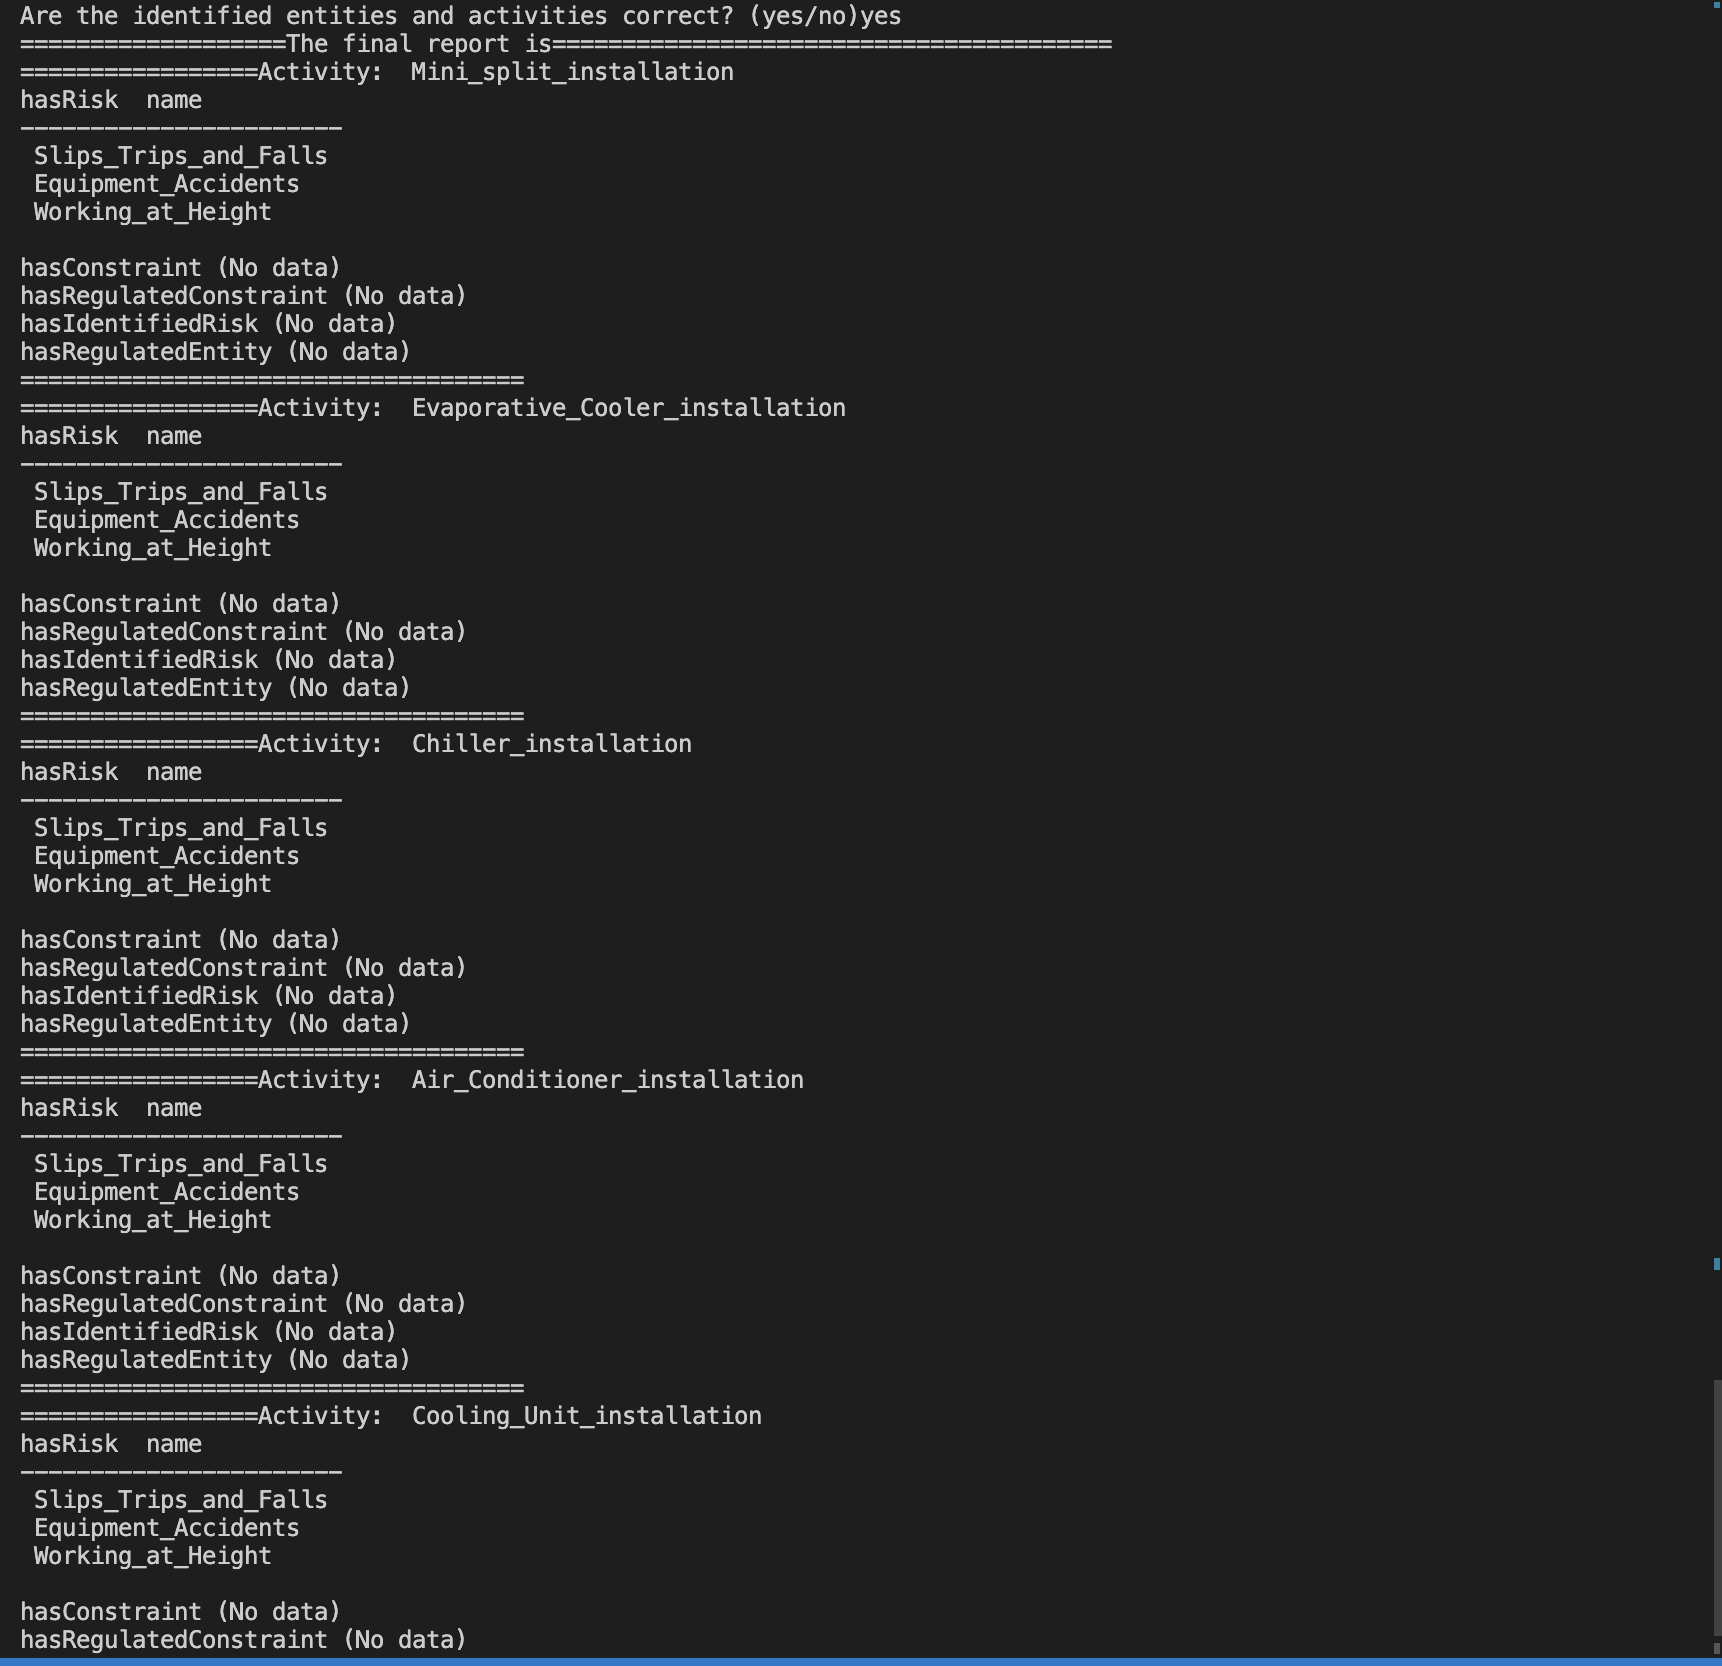 Are the identified entities and activities correct? (yes/no)yes
===================The final report is========================================
=================Activity:  Mini_split_installation
hasRisk  name
-----------------------
 Slips_Trips_and_Falls
 Equipment_Accidents
 Working_at_Height
hasConstraint (No data)
hasRegulatedConstraint (No data)
hasIdentifiedRisk (No data)
hasRegulatedEntity (No data)
====================================
=================Activity:  Evaporative_Cooler_installation
hasRisk  name
-----------------------
 Slips_Trips_and_Falls
 Equipment_Accidents
 Working_at_Height
hasConstraint (No data)
hasRegulatedConstraint (No data)
hasIdentifiedRisk (No data)
hasRegulatedEntity (No data)
====================================
=================Activity:  Chiller_installation
hasRisk  name
-----------------------
 Slips_Trips_and_Falls
 Equipment_Accidents
 Working_at_Height
hasConstraint (No data)
hasRegulatedConstraint (No data)
hasIdentifiedRisk (No data)
hasRegulatedEntity (No data)
====================================
=================Activity:  Air_Conditioner_installation
hasRisk  name
-----------------------
 Slips_Trips_and_Falls
 Equipment_Accidents
 Working_at_Height
hasConstraint (No data)
hasRegulatedConstraint (No data)
hasIdentifiedRisk (No data)
hasRegulatedEntity (No data)
====================================
=================Activity:  Cooling_Unit_installation
hasRisk  name
-----------------------
 Slips_Trips_and_Falls
 Equipment_Accidents
 Working_at_Height
hasConstraint (No data)
hasRegulatedConstraint (No data)